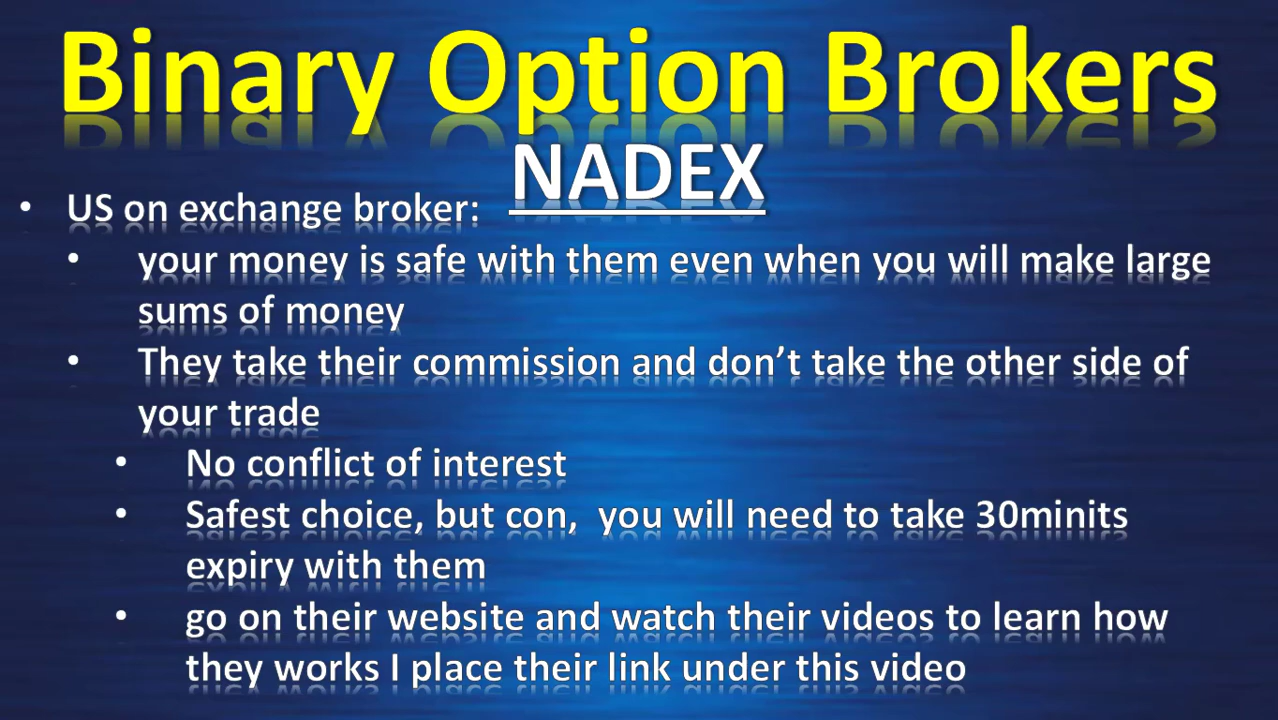 Binary Option Brokers
NADEX
• US on exchange broker:
• your money is safe with them even when you will make large
sums of money
• They take their commission and don’t take the other side of
your trade
• No conflict of interest
• Safest choice, but con,  you will need to take 30minits
expiry with them
• go on their website and watch their videos to learn how
they works I place their link under this video